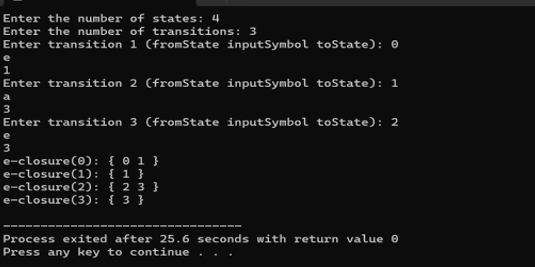 Enter the number of states: 4
Enter the number of transitions: 3
Enter transition 1 (fromState inputSymbol toState): 0
e
1
Enter transition 2 (fromState inputSymbol toState): 1
a
3
Enter transition 3 (fromState inputSymbol toState): 2
e
3
e-closure(0): { 0 1 }
e-closure(1): { 1 }
e-closure(2): { 2 3 }
e-closure(3): { 3 }
--------------------------------
Process exited after 25.6 seconds with return value 0
Press any key to continue . . .